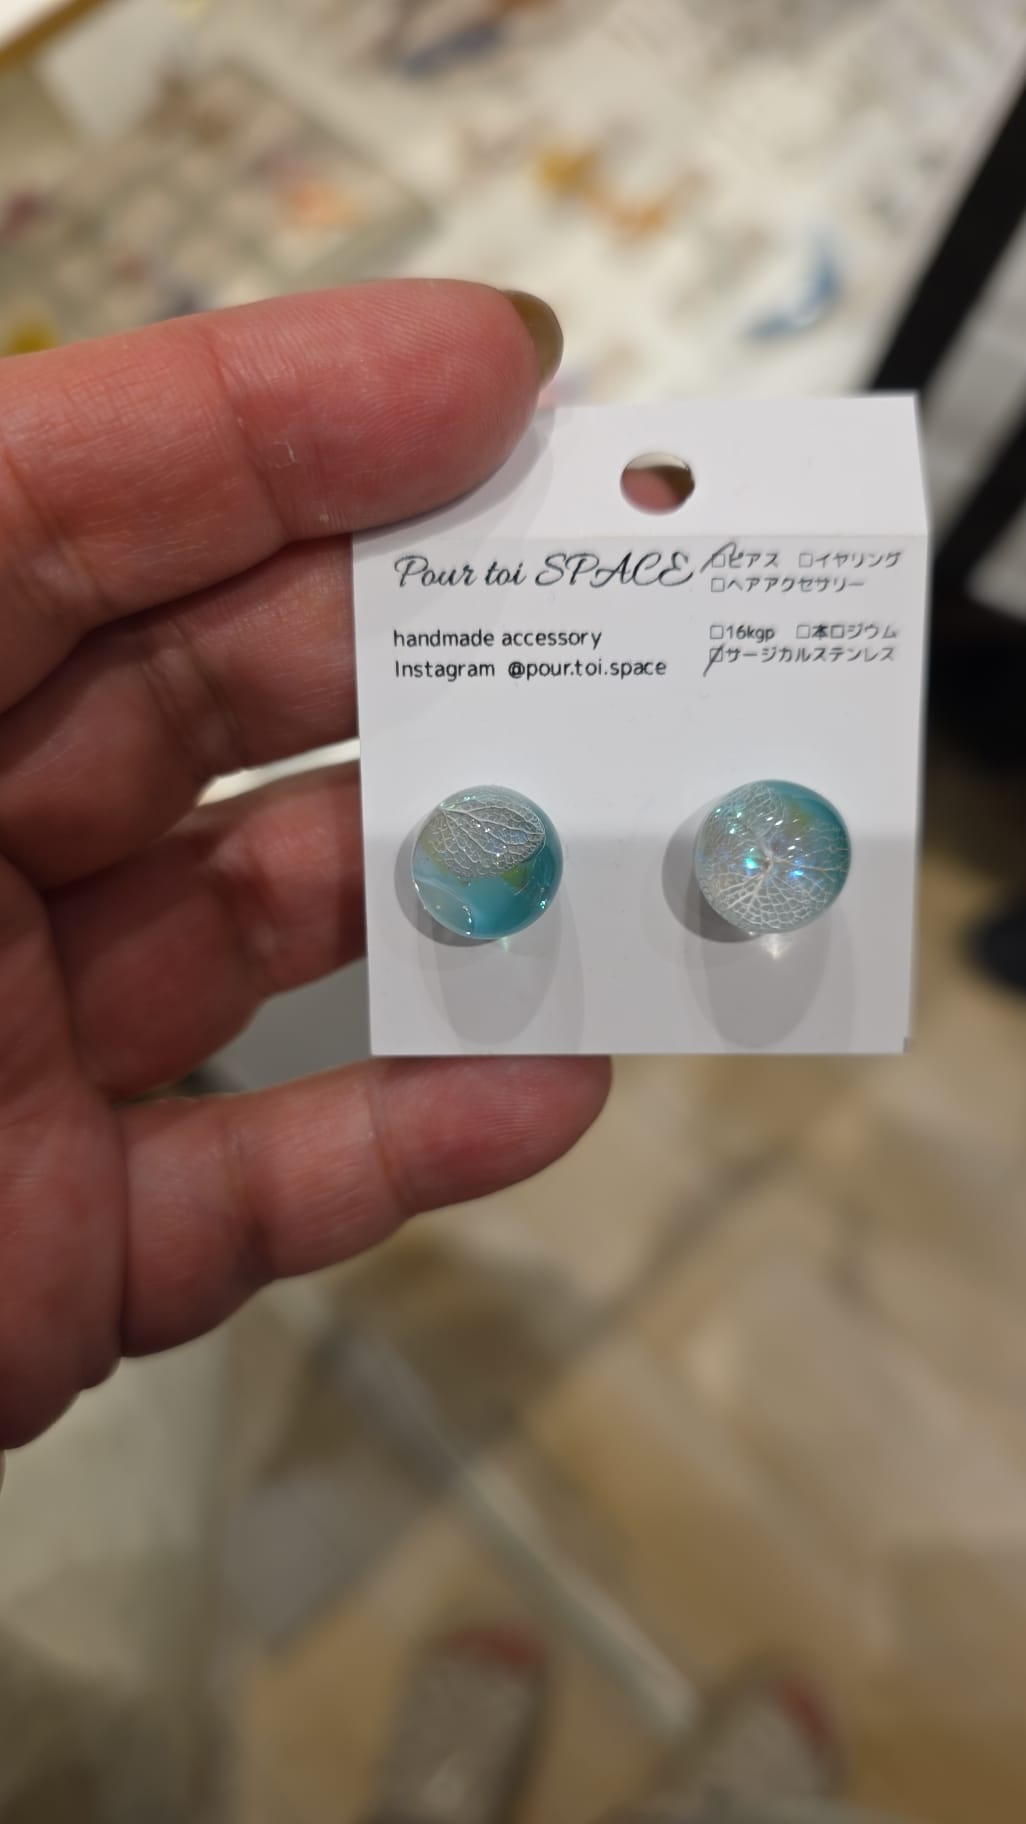 Pour toi SPACE
handmade accessory
Instagram @pour.toi.space
☑ピアス □イヤリング
□ヘアアクセサリー
□16kgp □本ロジウム
☑サージカルステンレス